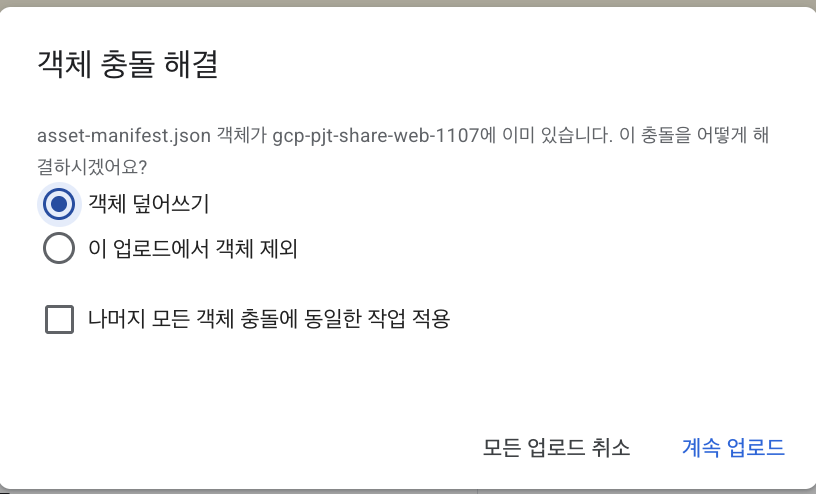 객체 충돌 해결
asset-manifest.json 객체가 gcp-pjt-share-web-1107에 이미 있습니다. 이 충돌을 어떻게 해
결하시겠어요?
객체 덮어쓰기
이 업로드에서 객체 제외
나머지 모든 객체 충돌에 동일한 작업 적용
모든 업로드 취소 계속 업로드